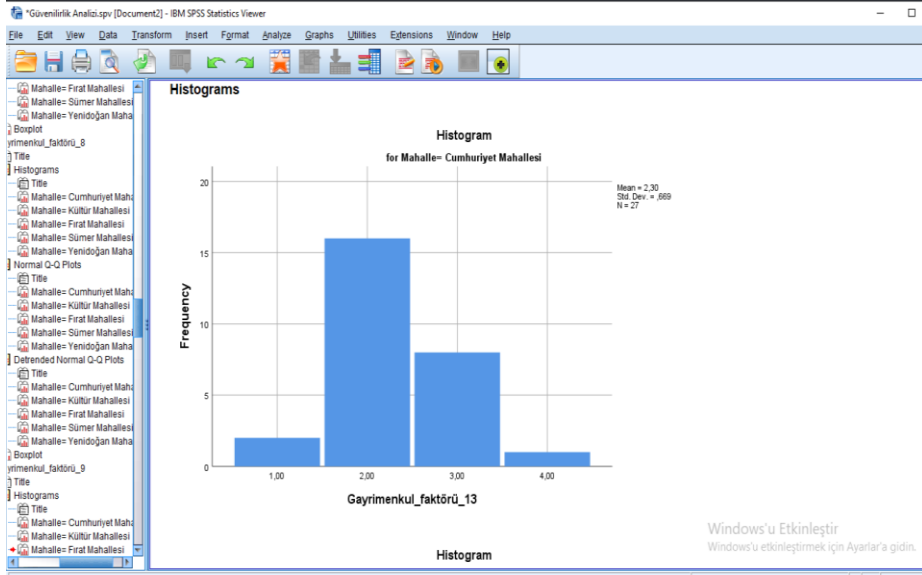 *Güvenilirlik Analizi.spv [Document2] - IBM SPSS Statistics Viewer
File Edit View Data Transform Insert Format Analyze Graphs Utilities Extensions Window Help
Mahalle= Fırat Mahallesi
Mahalle= Sümer Mahallesi
Mahalle= Yenidoğan Maha
Boxplot
yrimenkul_faktörü_8
Title
Histograms
Title
Mahalle= Cumhuriyet Maha
Mahalle= Kültür Mahallesi
Mahalle= Fırat Mahallesi
Mahalle= Sümer Mahallesi
Mahalle= Yenidoğan Maha
Normal Q-Q Plots
Title
Mahalle= Cumhuriyet Maha
Mahalle= Kültür Mahallesi
Mahalle= Fırat Mahallesi
Mahalle= Sümer Mahallesi
Mahalle= Yenidoğan Maha
Detrended Normal Q-Q Plots
Title
Mahalle= Cumhuriyet Maha
Mahalle= Kültür Mahallesi
Mahalle= Fırat Mahallesi
Mahalle= Sümer Mahallesi
Mahalle= Yenidoğan Maha
Boxplot
yrimenkul_faktörü_9
Title
Histograms
Title
Mahalle= Cumhuriyet Maha
Mahalle= Kültür Mahallesi
Mahalle= Fırat Mahallesi
Histograms
Histogram
for Mahalle= Cumhuriyet Mahallesi
Mean = 2,30
Std. Dev. = ,669
N = 27
Frequency
20
15
10
5
0
1,00 2,00 3,00 4,00
Gayrimenkul_faktörü_13
Histogram
Windows'u Etkinleştir
Windows'u etkinleştirmek için Ayarlar'a gidin.